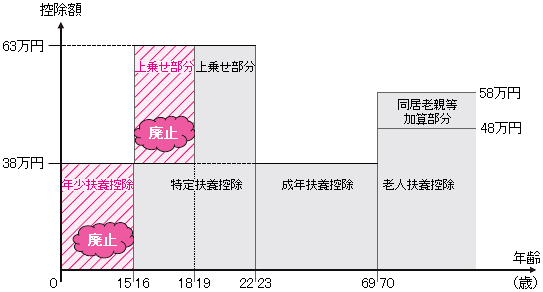 控除額
63万円
上乗せ部分
上乗せ部分
廃止
58万円
同居老親等
加算部分
48万円
38万円
年少扶養控除
特定扶養控除
成年扶養控除
老人扶養控除
廃止
年齢
0
15
16
18
19
22
23
69
70
(歳)